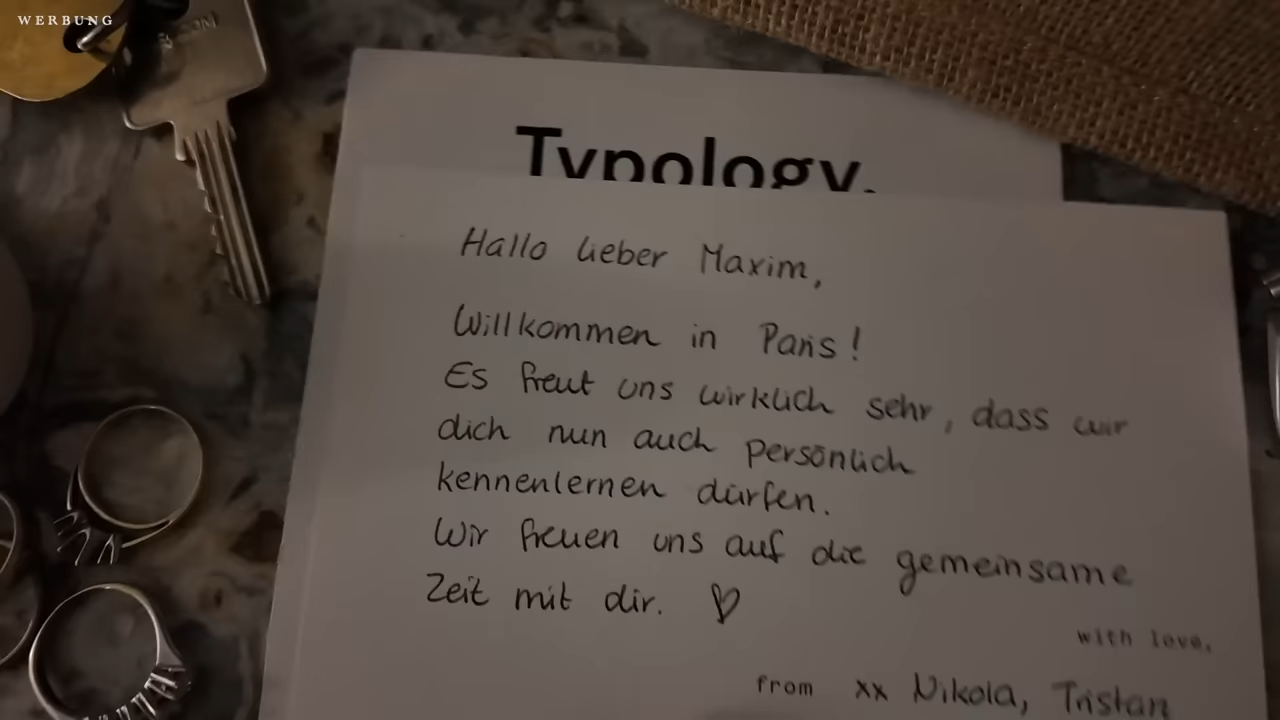 WERBUNG
Typology.
Hallo lieber Maxim,
Willkommen in Paris!
Es freut uns wirklich sehr, dass wir
dich nun auch persönlich
kennenlernen dürfen.
Wir freuen uns auf die gemeinsame
Zeit mit dir. ♡
with love,
from xx Nikola, Tristan